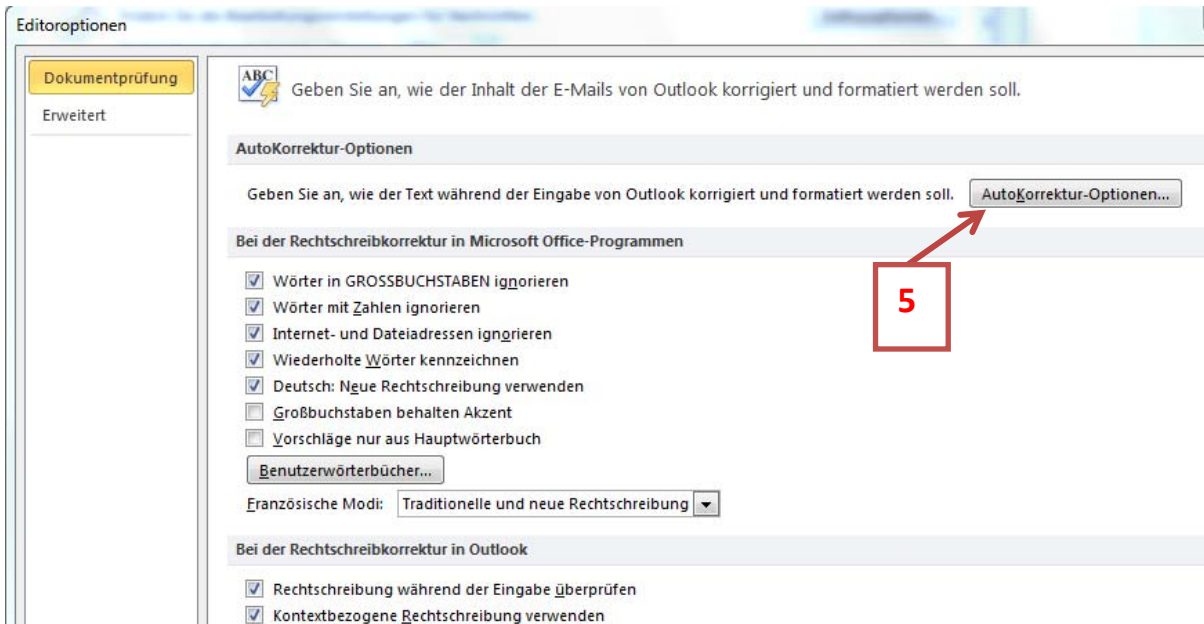 Editoroptionen
Dokumentprüfung
Erweitert
ABC
Geben Sie an, wie der Inhalt der E-Mails von Outlook korrigiert und formatiert werden soll.
AutoKorrektur-Optionen
Geben Sie an, wie der Text während der Eingabe von Outlook korrigiert und formatiert werden soll. AutoKorrektur-Optionen...
Bei der Rechtschreibkorrektur in Microsoft Office-Programmen
Wörter in GROSSBUCHSTABEN ignorieren
Wörter mit Zahlen ignorieren
Internet- und Dateiadressen ignorieren
Wiederholte Wörter kennzeichnen
Deutsch: Neue Rechtschreibung verwenden
Großbuchstaben behalten Akzent
Vorschläge nur aus Hauptwörterbuch
5
Benutzerwörterbücher...
Französische Modi: Traditionelle und neue Rechtschreibung
Bei der Rechtschreibkorrektur in Outlook
Rechtschreibung während der Eingabe überprüfen
Kontextbezogene Rechtschreibung verwenden